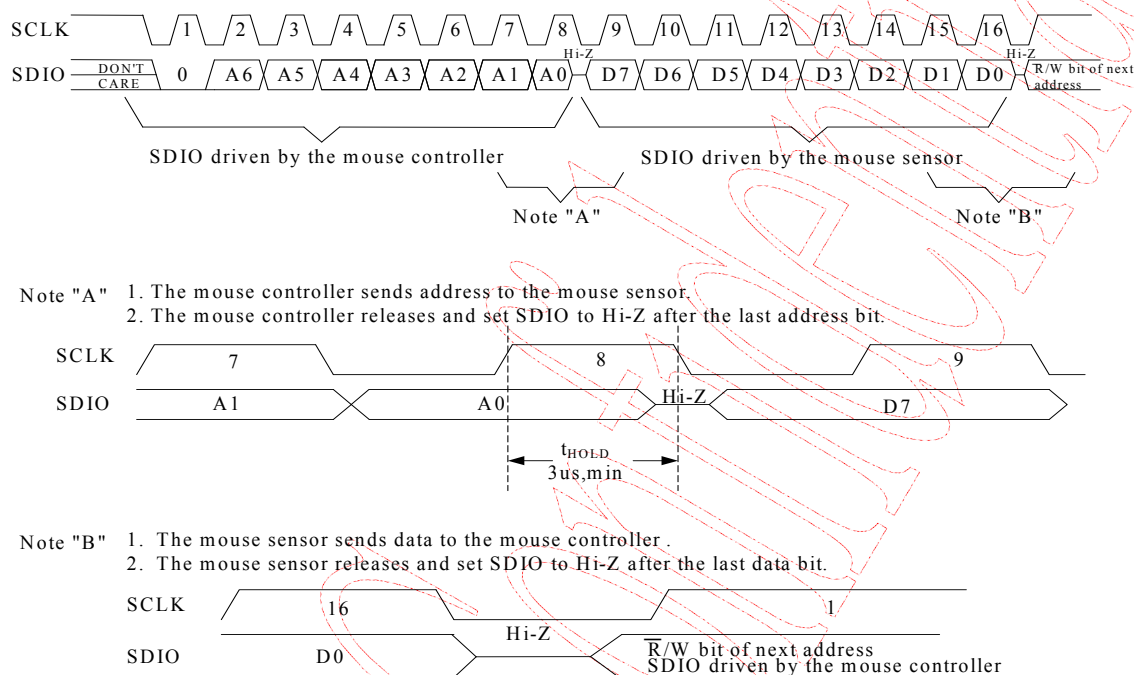 SCLK 1 2 3 4 5 6 7 8 9 10 11 12 13 14 15 16
Hi-Z Hi-Z
SDIO DON'T CARE 0 A6 A5 A4 A3 A2 A1 A0 D7 D6 D5 D4 D3 D2 D1 D0 R̅/W bit of next address
SDIO driven by the mouse controller SDIO driven by the mouse sensor
Note "A" Note "B"
Note "A" 1. The mouse controller sends address to the mouse sensor.
2. The mouse controller releases and set SDIO to Hi-Z after the last address bit.
SCLK 7 8 9
SDIO A1 A0 Hi-Z D7
tHOLD
3us,min
Note "B" 1. The mouse sensor sends data to the mouse controller .
2. The mouse sensor releases and set SDIO to Hi-Z after the last data bit.
SCLK 16 1
Hi-Z
SDIO D0 R̅/W bit of next address
SDIO driven by the mouse controller